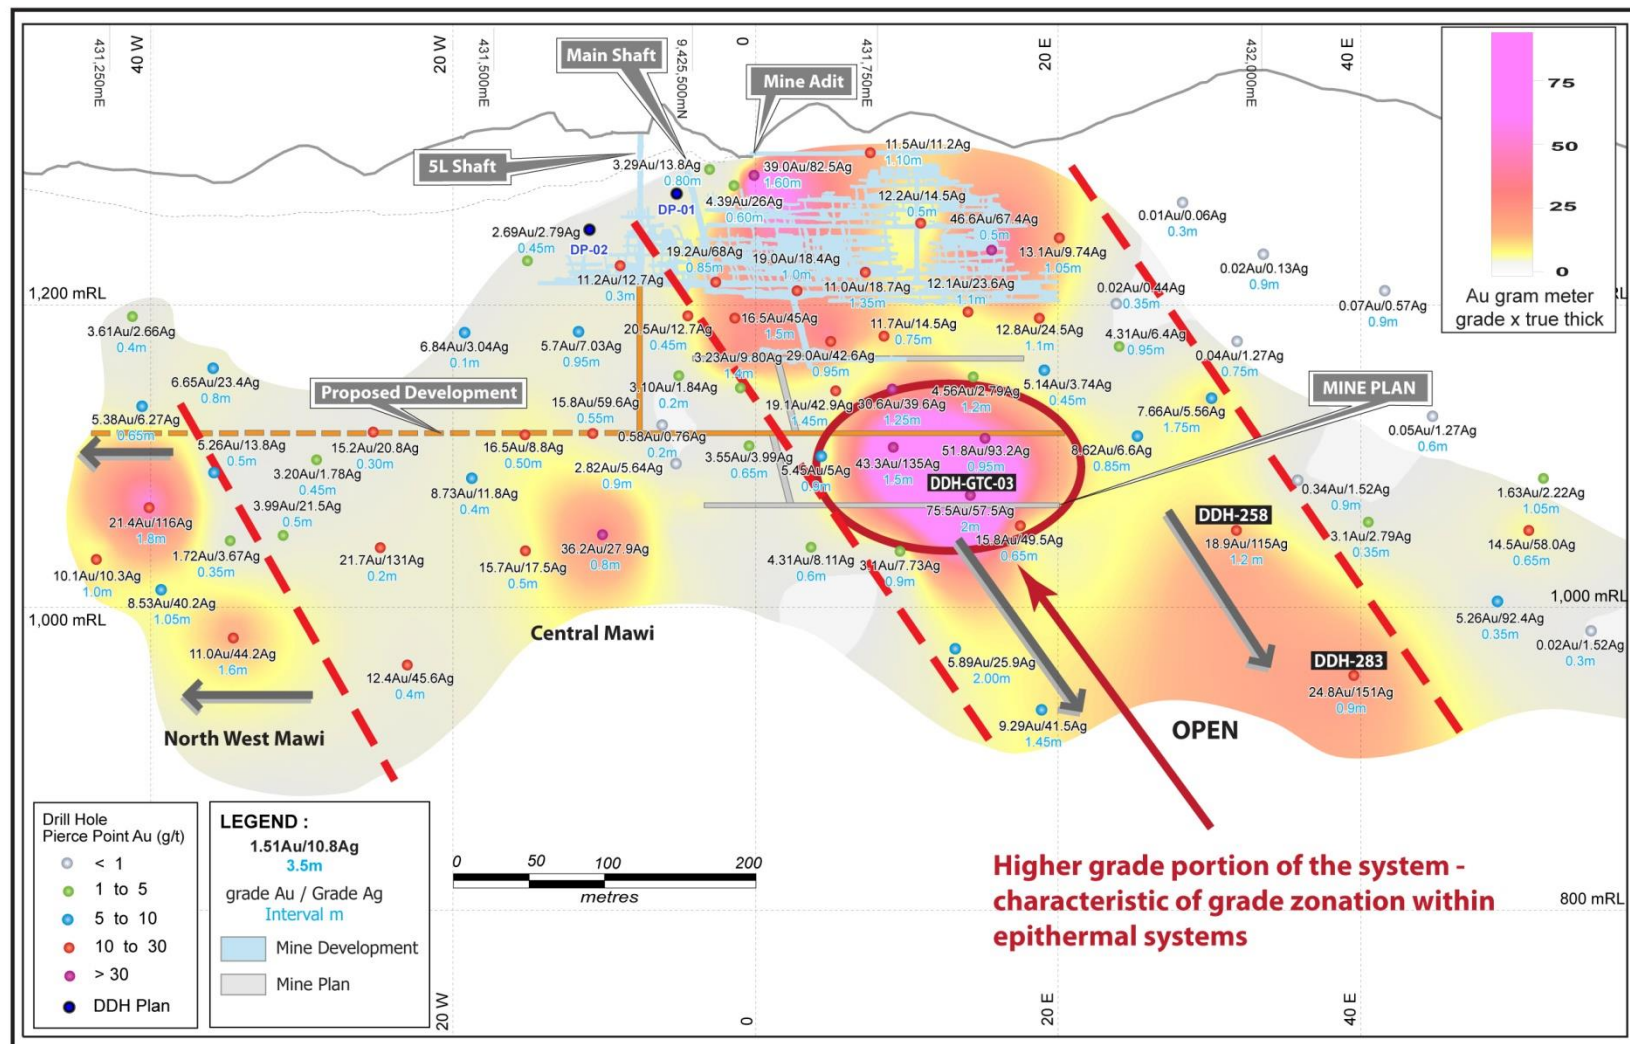 431,250mE
40 W
20 W
431,500mE
9,425,500mN
0
431,750mE
20 E
432,000mE
40 E
75
50
25
0
Au gram meter
grade x true thick
Main Shaft
Mine Adit
5L Shaft
3.29Au/13.8Ag
0.80m
39.0Au/82.5Ag
1.60m
11.5Au/11.2Ag
1.10m
4.39Au/26Ag
0.60m
12.2Au/14.5Ag
0.5m
46.6Au/67.4Ag
0.5m
13.1Au/9.74Ag
1.05m
0.01Au/0.06Ag
0.3m
DP-01
DP-02
2.69Au/2.79Ag
0.45m
11.2Au/12.7Ag
0.3m
19.2Au/68Ag
0.85m
19.0Au/18.4Ag
1.0m
11.0Au/18.7Ag
1.35m
12.1Au/23.6Ag
1.1m
0.02Au/0.13Ag
0.9m
0.02Au/0.44Ag
0.35m
0.07Au/0.57Ag
0.9m
1,200 mRL
3.61Au/2.66Ag
0.4m
6.84Au/3.04Ag
0.1m
5.7Au/7.03Ag
0.95m
20.5Au/12.7Ag
0.45m
16.5Au/45Ag
1.5m
11.7Au/14.5Ag
0.75m
12.8Au/24.5Ag
1.1m
4.31Au/6.4Ag
0.95m
0.04Au/1.27Ag
0.75m
3.23Au/9.80Ag
1.4m
29.0Au/42.6Ag
0.95m
6.65Au/23.4Ag
0.8m
Proposed Development
3.10Au/1.84Ag
0.2m
19.1Au/42.9Ag
1.45m
30.6Au/39.6Ag
1.25m
4.56Au/2.79Ag
1.2m
5.14Au/3.74Ag
0.45m
MINE PLAN
5.38Au/6.27Ag
0.65m
15.8Au/59.6Ag
0.55m
7.66Au/5.56Ag
1.75m
0.05Au/1.27Ag
0.6m
5.26Au/13.8Ag
0.5m
15.2Au/20.8Ag
0.30m
16.5Au/8.8Ag
0.50m
0.58Au/0.76Ag
0.2m
3.55Au/3.99Ag
0.65m
5.45Au/5Ag
43.3Au/135Ag
1.5m
51.8Au/93.2Ag
0.95m
8.62Au/6.6Ag
0.85m
3.20Au/1.78Ag
0.45m
2.82Au/5.64Ag
0.9m
DDH-GTC-03
75.5Au/57.5Ag
2m
0.34Au/1.52Ag
0.9m
1.63Au/2.22Ag
1.05m
8.73Au/11.8Ag
0.4m
3.99Au/21.5Ag
0.5m
21.4Au/116Ag
1.8m
DDH-258
18.9Au/115Ag
1.2 m
3.1Au/2.79Ag
0.35m
14.5Au/58.0Ag
0.65m
1.72Au/3.67Ag
0.35m
21.7Au/131Ag
0.2m
15.7Au/17.5Ag
0.5m
36.2Au/27.9Ag
0.8m
4.31Au/8.11Ag
0.6m
3.1Au/7.73Ag
0.9m
15.8Au/49.5Ag
0.65m
10.1Au/10.3Ag
1.0m
8.53Au/40.2Ag
1.05m
1,000 mRL
1,000 mRL
5.26Au/92.4Ag
0.35m
0.02Au/1.52Ag
0.3m
Central Mawi
11.0Au/44.2Ag
1.6m
12.4Au/45.6Ag
0.4m
5.89Au/25.9Ag
2.00m
DDH-283
24.8Au/151Ag
0.9m
9.29Au/41.5Ag
1.45m
OPEN
North West Mawi
Drill Hole
Pierce Point Au (g/t)
< 1
1 to 5
5 to 10
10 to 30
> 30
DDH Plan
LEGEND :
1.51Au/10.8Ag
3.5m
grade Au / Grade Ag
Interval m
Mine Development
Mine Plan
0 50 100 200
metres
Higher grade portion of the system -
characteristic of grade zonation within
epithermal systems
800 mRL
20 W
0
20 E
40 E